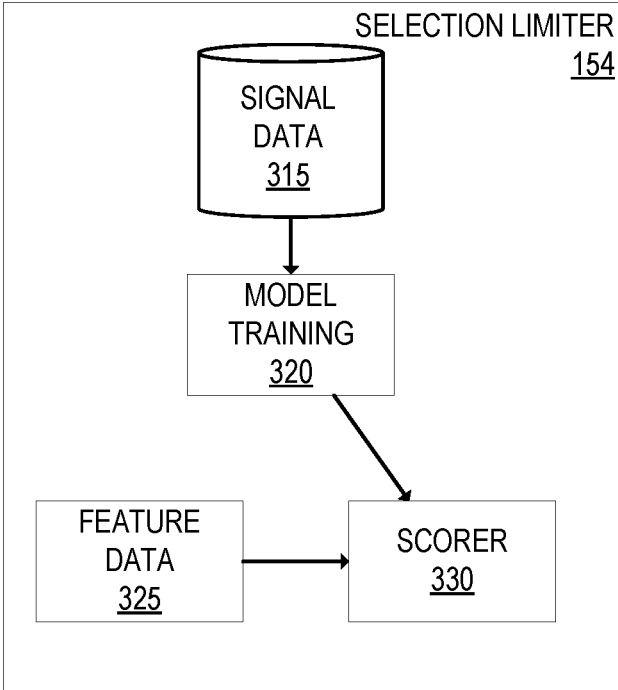 SELECTION LIMITER
154
SIGNAL
DATA
315
MODEL
TRAINING
320
FEATURE
DATA
325
SCORER
330